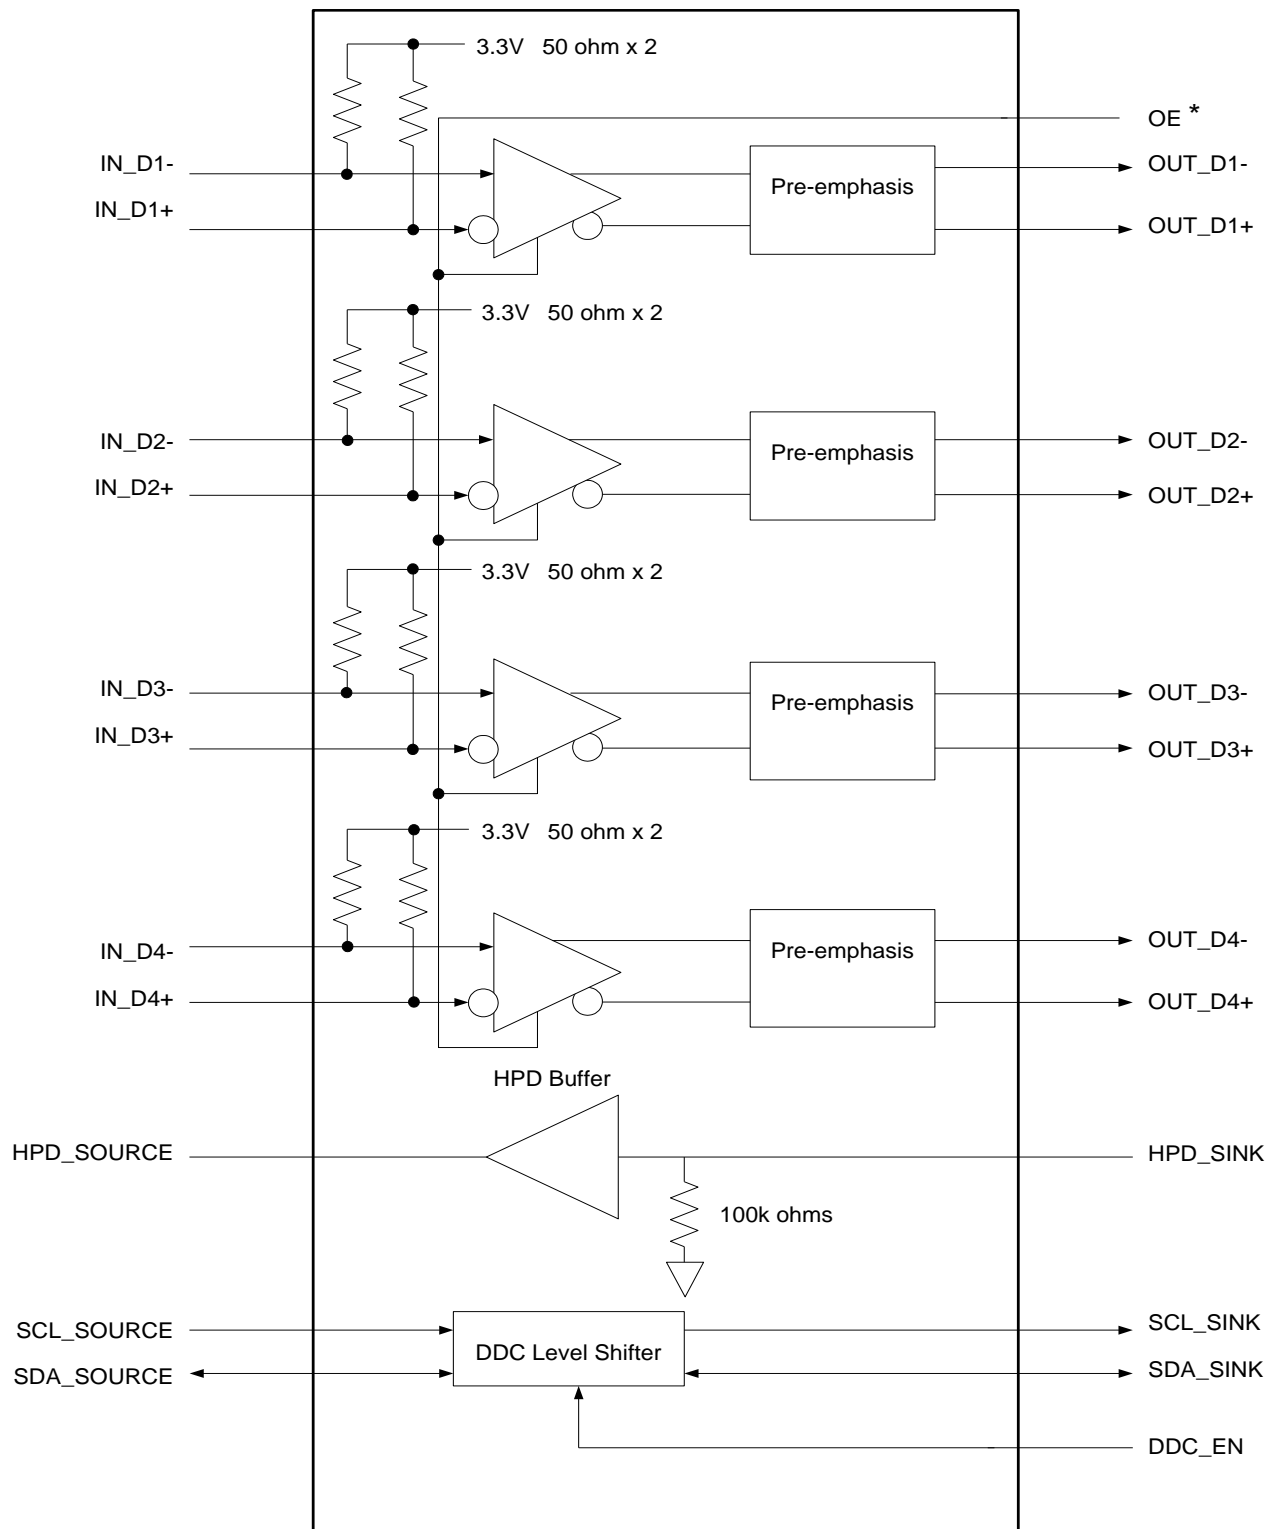 3.3V 50 ohm x 2
OE *
IN_D1-
OUT_D1-
Pre-emphasis
IN_D1+
OUT_D1+
3.3V 50 ohm x 2
IN_D2-
OUT_D2-
Pre-emphasis
IN_D2+
OUT_D2+
3.3V 50 ohm x 2
IN_D3-
OUT_D3-
Pre-emphasis
IN_D3+
OUT_D3+
3.3V 50 ohm x 2
IN_D4-
OUT_D4-
Pre-emphasis
IN_D4+
OUT_D4+
HPD Buffer
HPD_SOURCE
HPD_SINK
100k ohms
SCL_SOURCE
SCL_SINK
DDC Level Shifter
SDA_SOURCE
SDA_SINK
DDC_EN